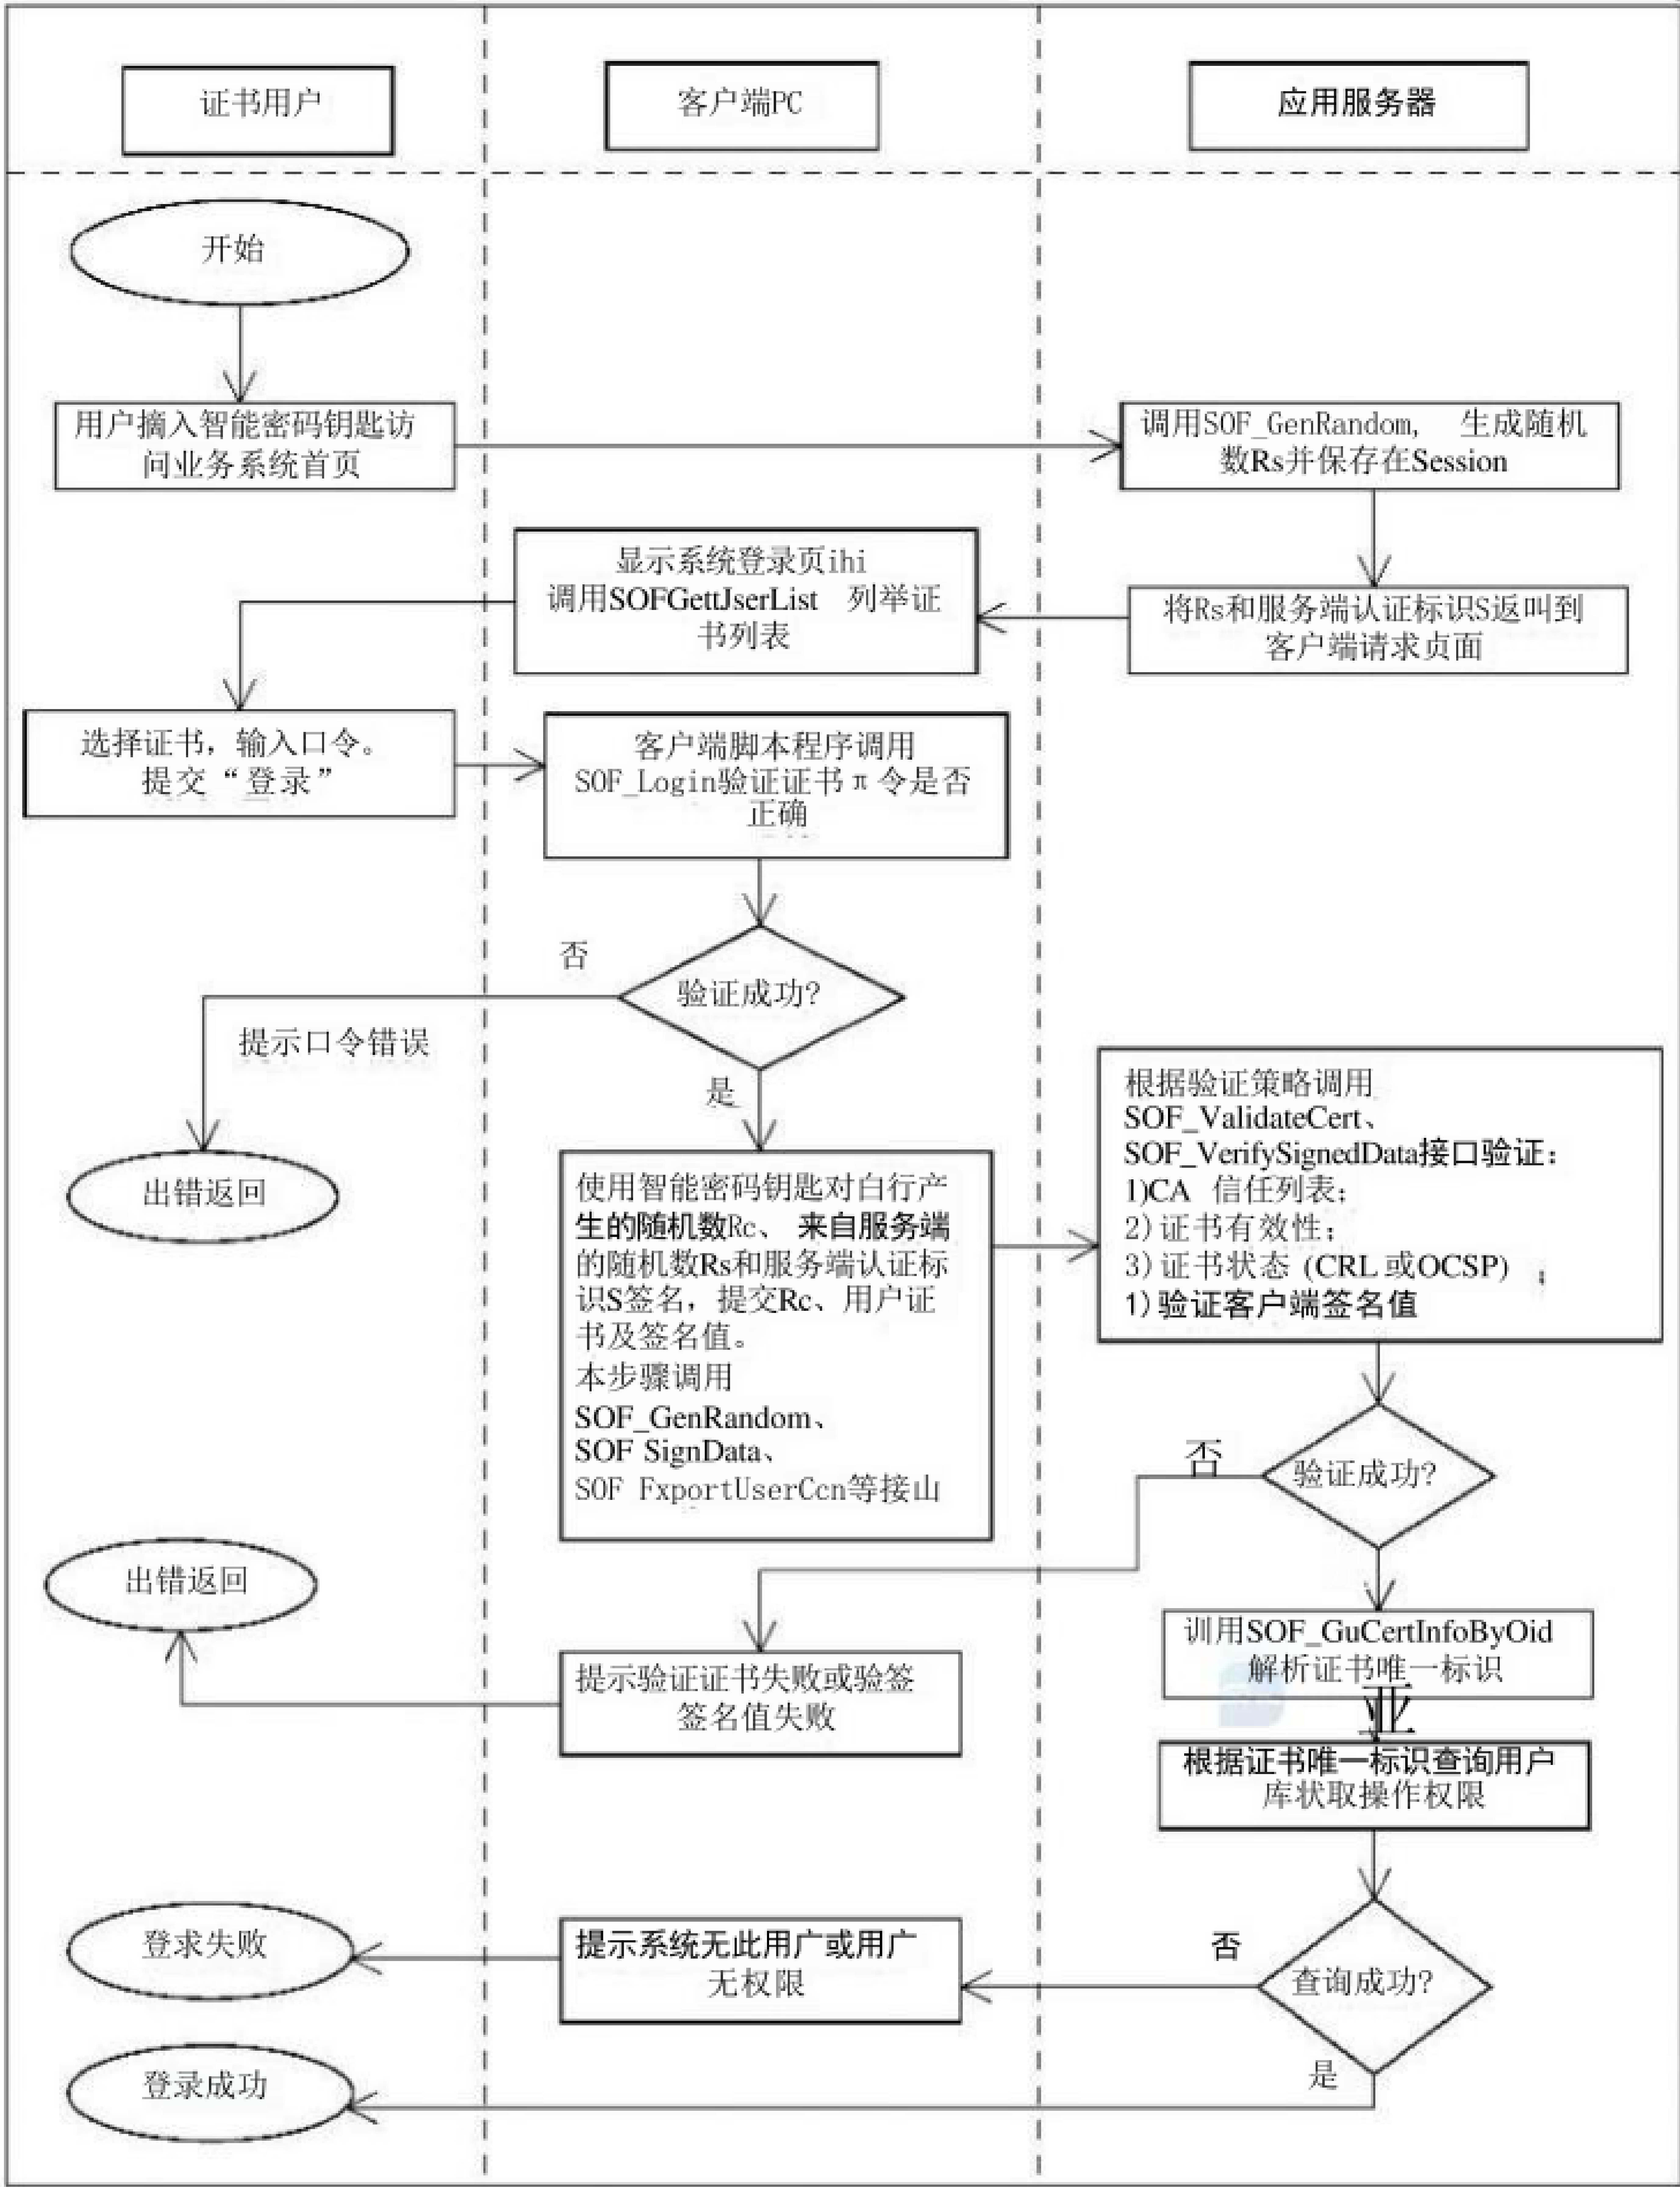 证书用户
客户端PC
应用服务器
开始
用户摘入智能密码钥匙访
问业务系统首页
调用SOF_GenRandom, 生成随机
数Rs并保存在Session
将Rs和服务端认证标识S返叫到
客户端请求贞面
显示系统登录页ihi
调用SOFGettJserList 列举证
书列表
选择证书，输入口令。
提交“登录”
客户端脚本程序调用
SOF_Login验证证书π令是否
正确
验证成功?
否
提示口令错误
出错返回
是
使用智能密码钥匙对白行产
生的随机数Rc、来自服务端
的随机数Rs和服务端认证标
识S签名，提交Rc、用户证
书及签名值。
本步骤调用
SOF_GenRandom、
SOF SignData、
SOF FxportUserCcn等接山
根据验证策略调用
SOF_ValidateCert、
SOF_VerifySignedData接口验证：
1)CA 信任列表；
2)证书有效性；
3)证书状态 (CRL或OCSP) ；
1)验证客户端签名值
验证成功?
否
提示验证证书失败或验签
签名值失败
出错返回
训用SOF_GuCertInfoByOid
解析证书唯一标识
亚
根据证书唯一标识查询用户
库状取操作权限
查询成功?
否
提示系统无此用广或用广
无权限
登求失败
是
登录成功